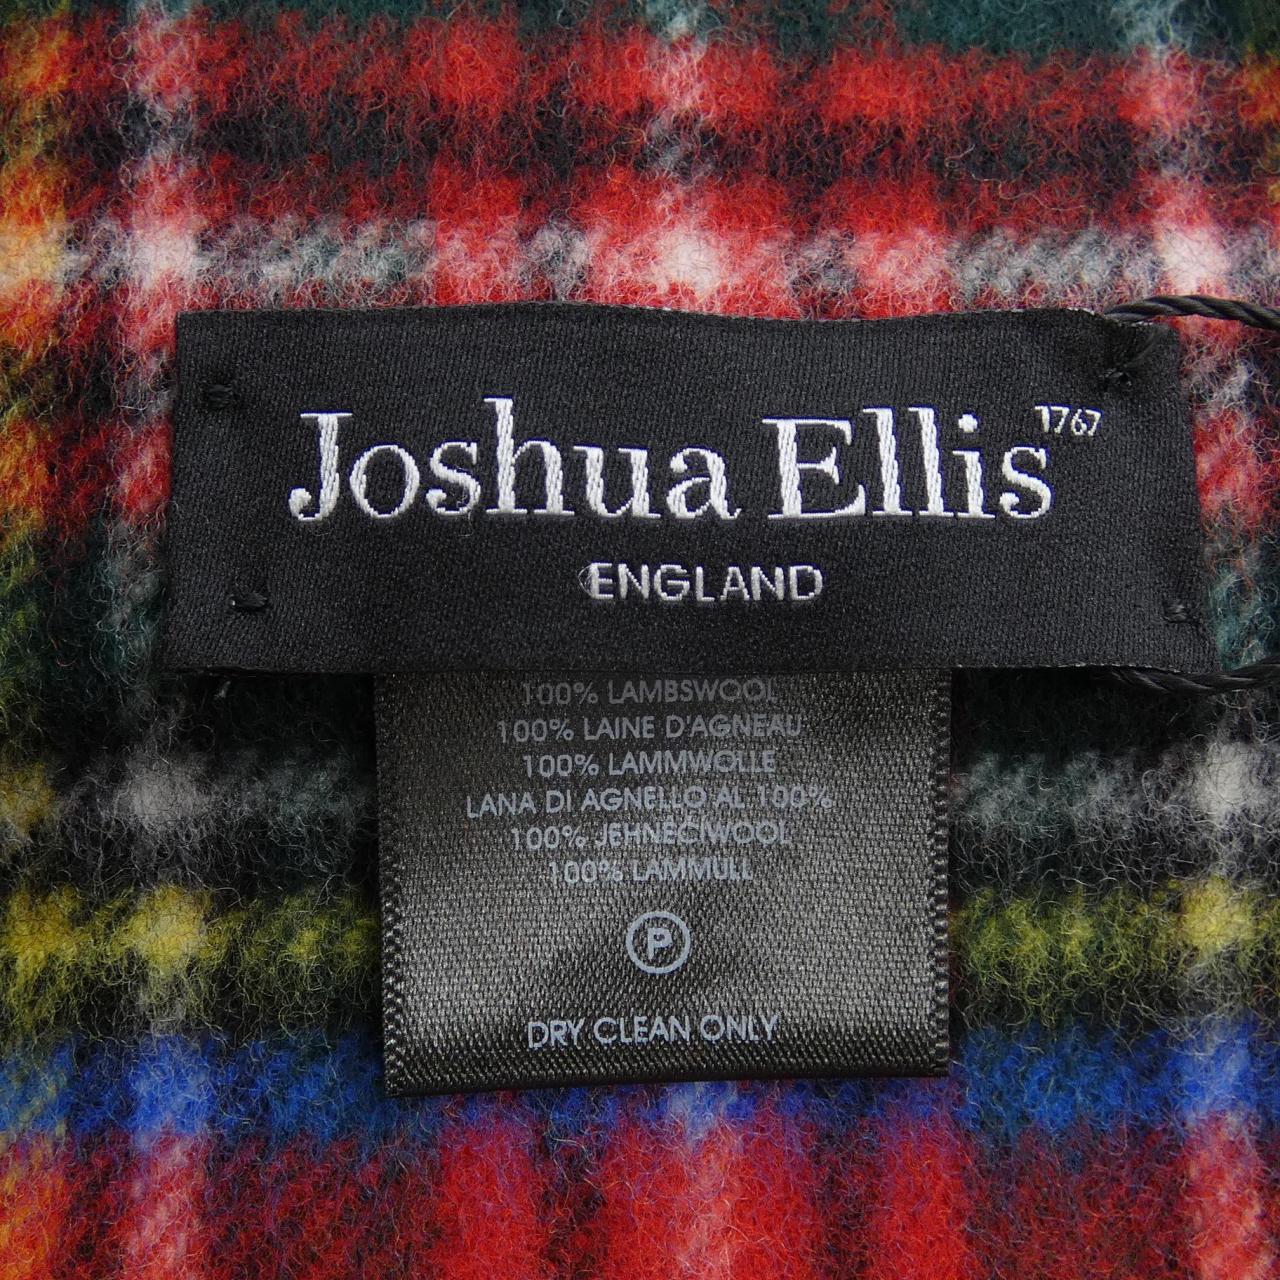 Joshua Ellis 1767
ENGLAND
100% LAMBSWOOL
100% LAINE D'AGNEAU
100% LAMMWOLLE
LANA DI AGNELLO AL 100%
100% JEHNECIWOOL
100% LAMMULL
P
DRY CLEAN ONLY